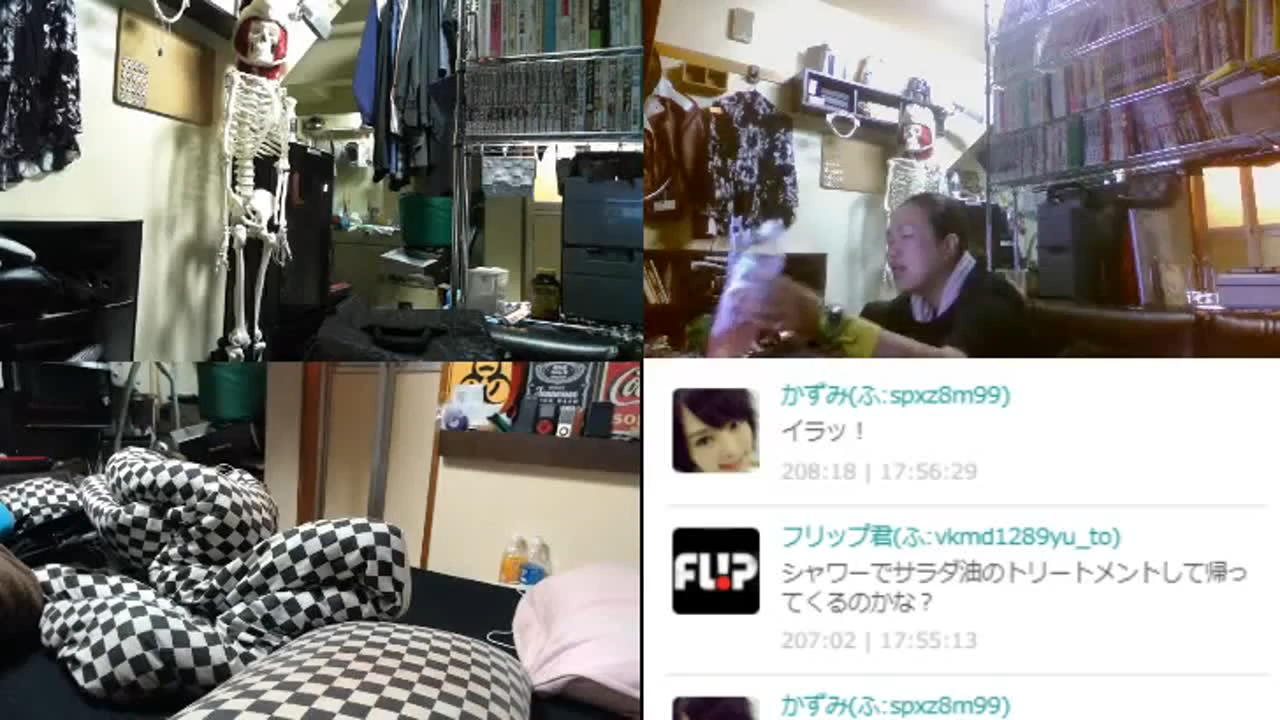 Tennessee
Coca
SO
かずみ(ふ:spxz8m99)
イラッ！
208:18 | 17:56:29
FL!P
フリップ君(ふ:vkmd1289yu_to)
シャワーでサラダ油のトリートメントして帰っ
てくるのかな？
207:02 | 17:55:13
かずみ(ふ:spxz8m99)